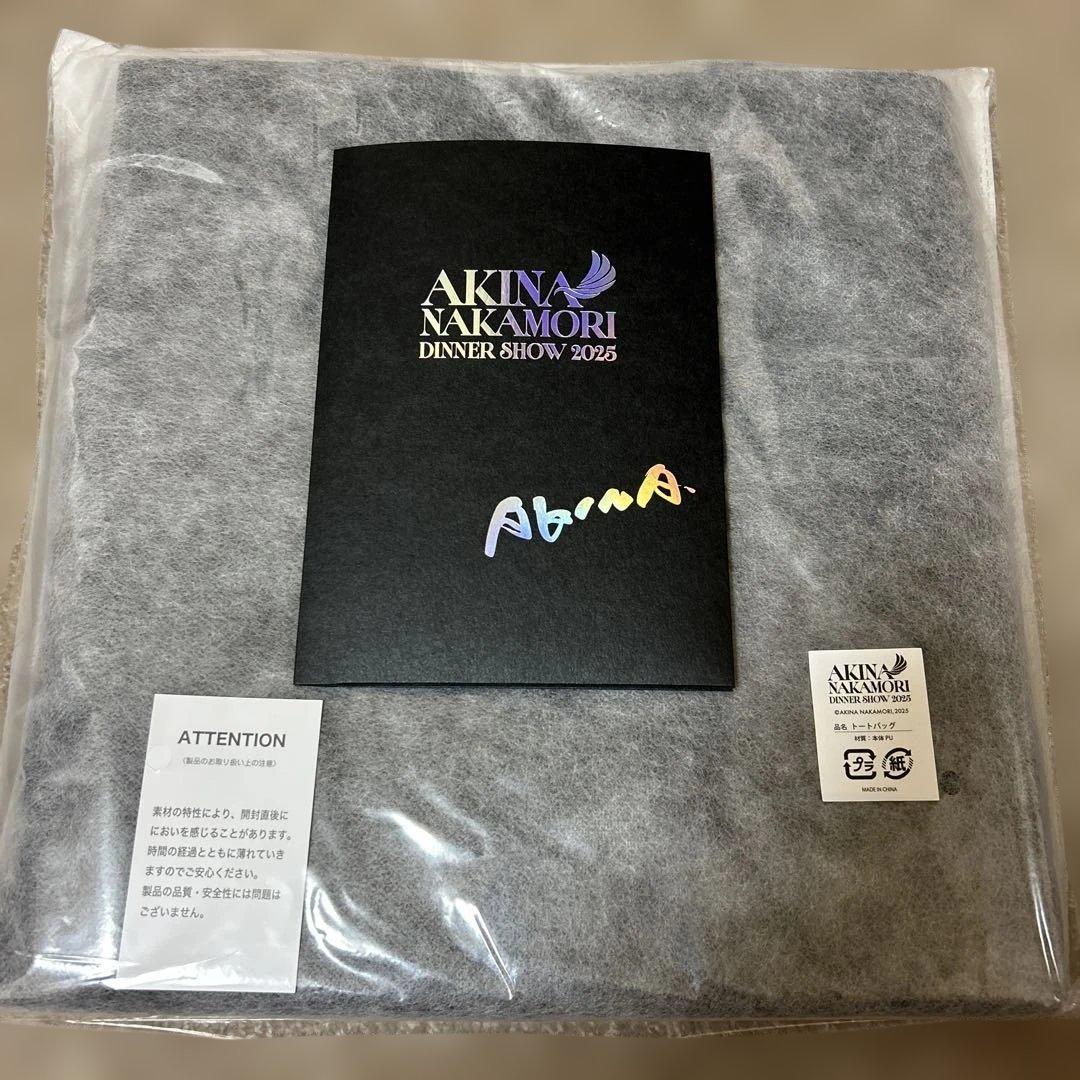 AKINA
NAKAMORI
DINNER SHOW 2025
AkinA.
ATTENTION
〈製品のお取り扱い上の注意〉
素材の特性により、開封直後に
においを感じることがあります。
時間の経過とともに薄れていき
ますのでご安心ください。
製品の品質・安全性には問題は
ございません。
AKINA
NAKAMORI
DINNER SHOW 2025
©AKINA NAKAMORI, 2025
品名 トートバッグ
材質：本体 PU
プラ 紙
MADE IN CHINA